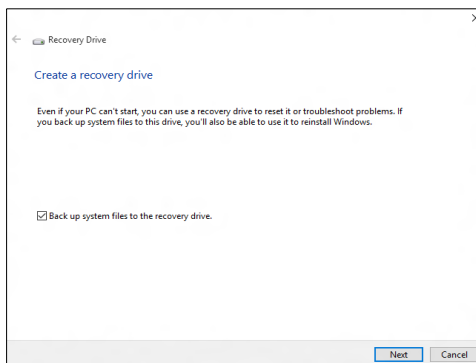 Recovery Drive
Create a recovery drive
Even if your PC can't start, you can use a recovery drive to reset it or troubleshoot problems. If
you back up system files to this drive, you'll also be able to use it to reinstall Windows.
Back up system files to the recovery drive.
Next Cancel